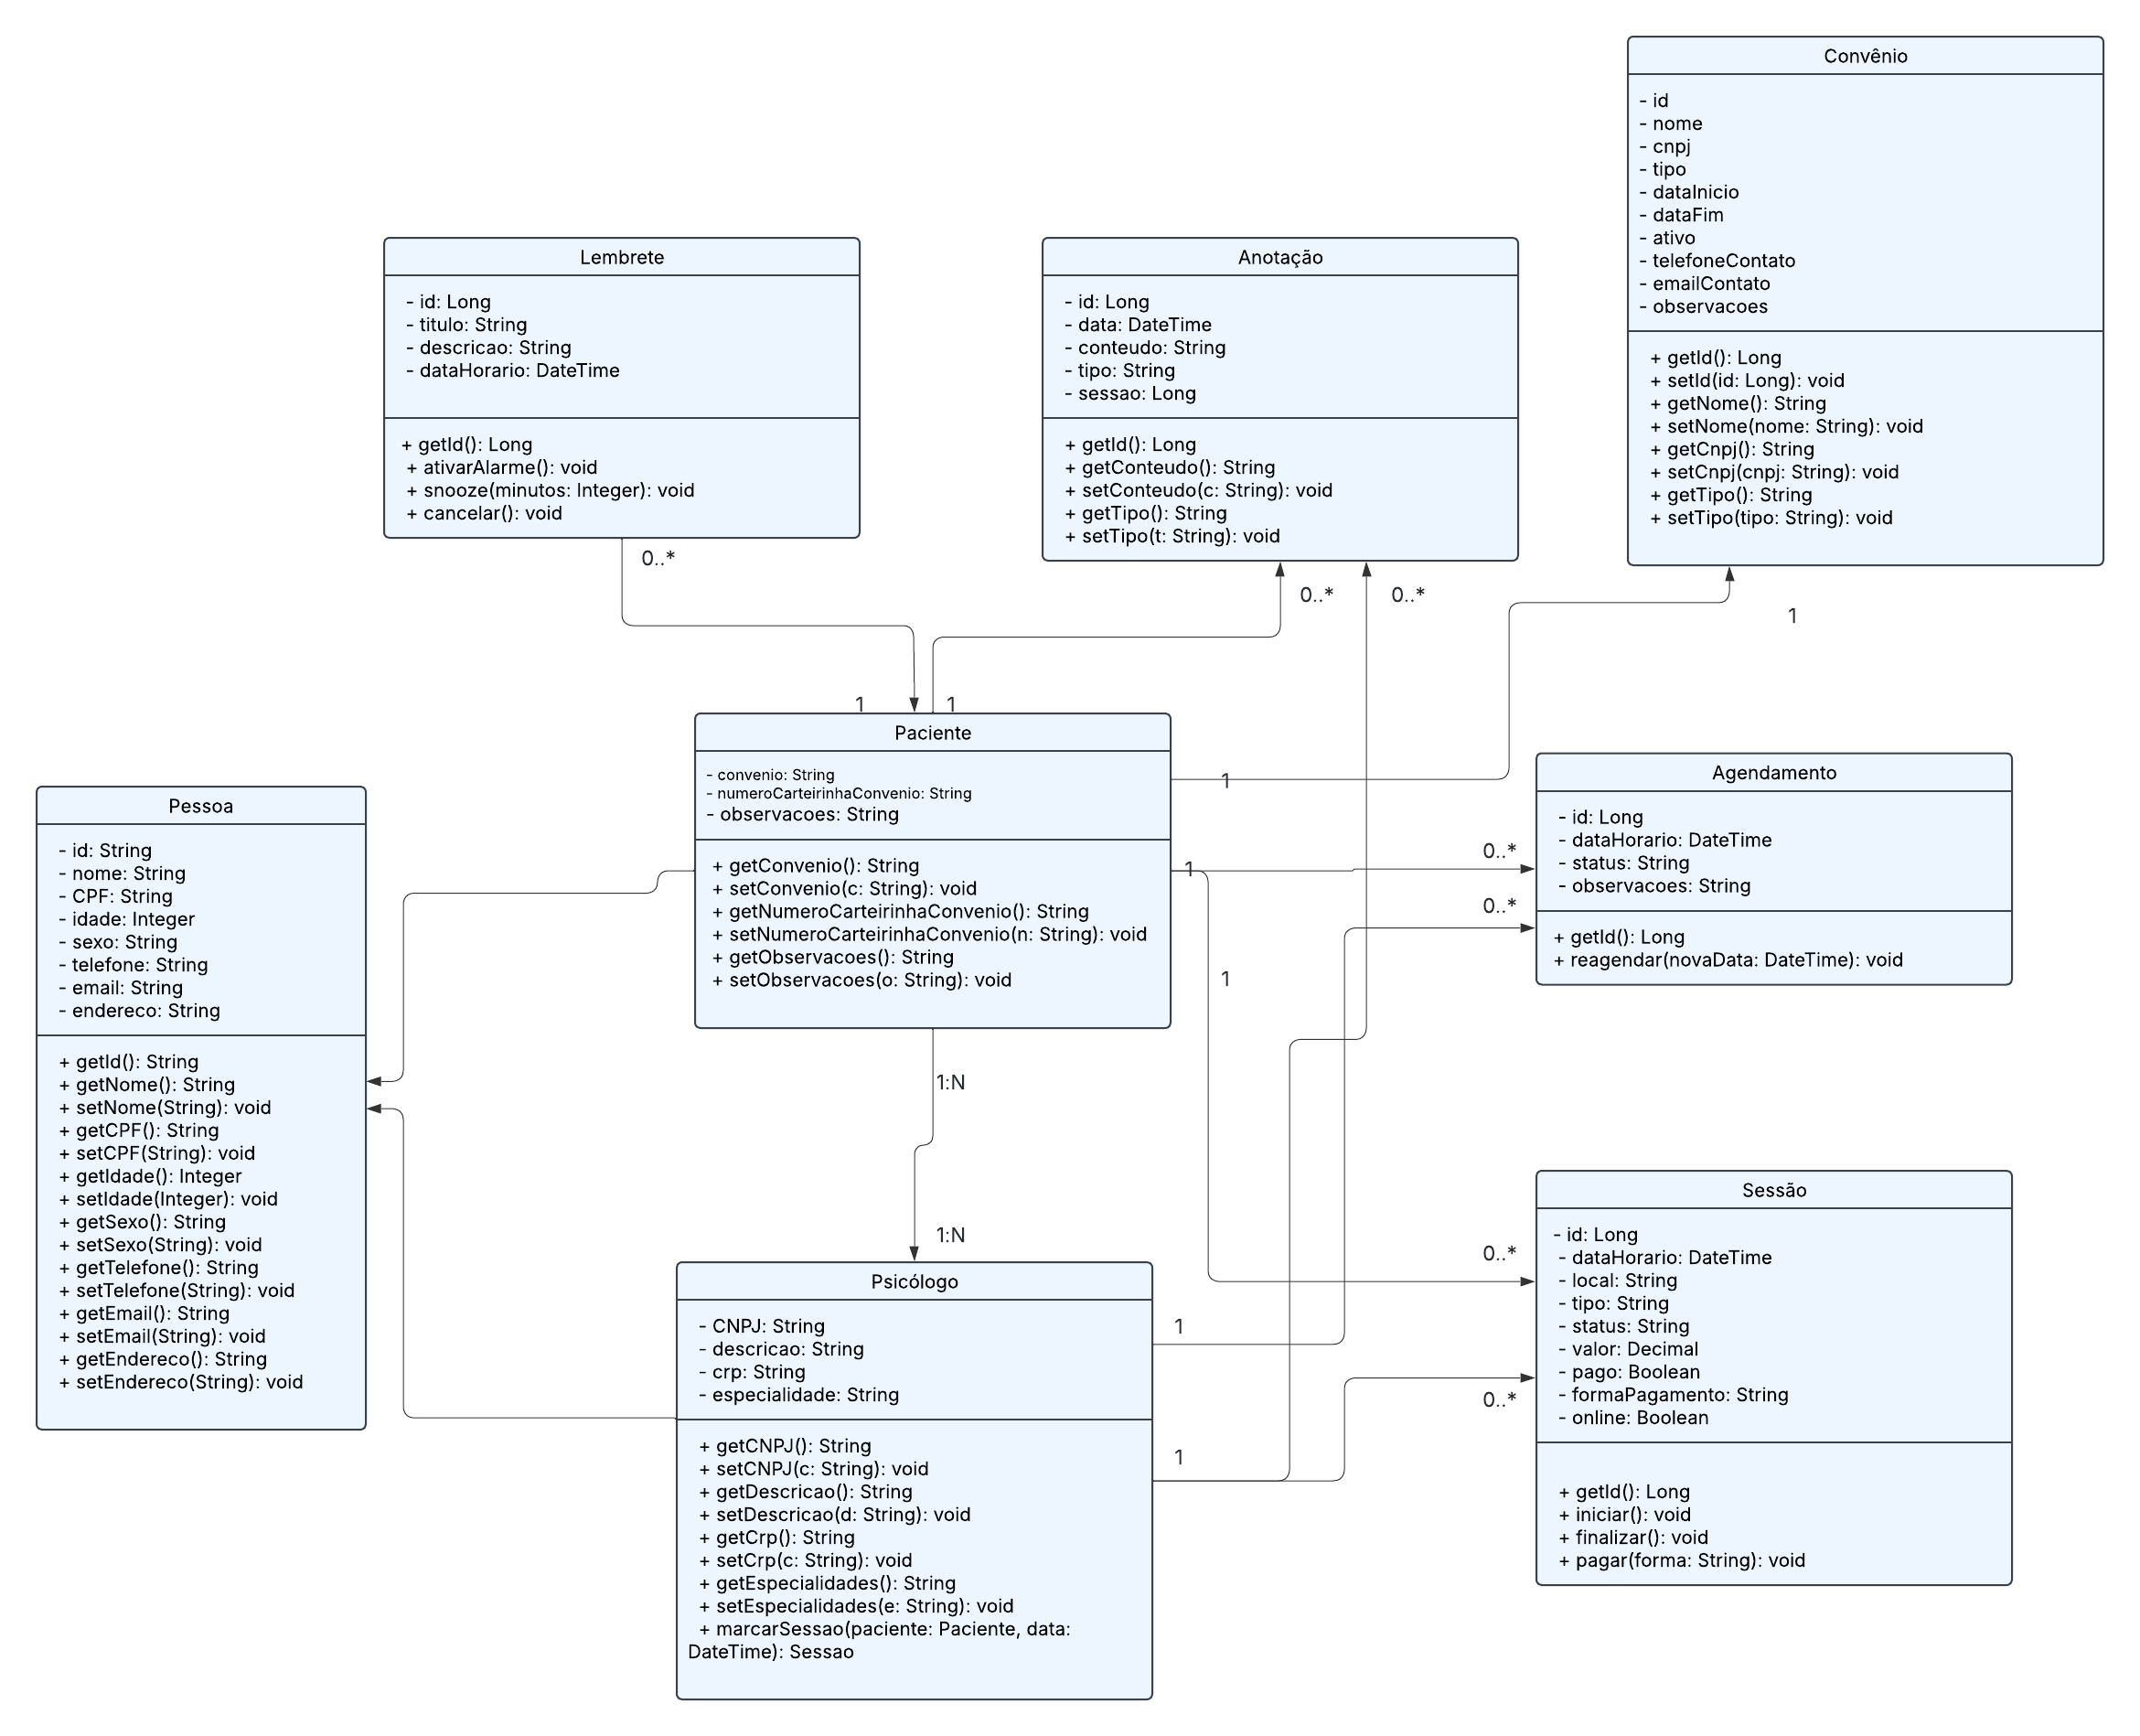 Convênio
- id
- nome
- cnpj
- tipo
- dataInicio
- dataFim
- ativo
- telefoneContato
- emailContato
- observacoes
+ getId(): Long
+ setId(id: Long): void
+ getNome(): String
+ setNome(nome: String): void
+ getCnpj(): String
+ setCnpj(cnpj: String): void
+ getTipo(): String
+ setTipo(tipo: String): void
1
Lembrete
- id: Long
- titulo: String
- descricao: String
- dataHorario: DateTime
+ getId(): Long
+ ativarAlarme(): void
+ snooze(minutos: Integer): void
+ cancelar(): void
0..*
Anotação
- id: Long
- data: DateTime
- conteudo: String
- tipo: String
- sessao: Long
+ getId(): Long
+ getConteudo(): String
+ setConteudo(c: String): void
+ getTipo(): String
+ setTipo(t: String): void
0..*
0..*
1
1
Paciente
- convenio: String
- numeroCarteirinhaConvenio: String
- observacoes: String
+ getConvenio(): String
+ setConvenio(c: String): void
+ getNumeroCarteirinhaConvenio(): String
+ setNumeroCarteirinhaConvenio(n: String): void
+ getObservacoes(): String
+ setObservacoes(o: String): void
1
1
1
1:N
1:N
Agendamento
- id: Long
- dataHorario: DateTime
- status: String
- observacoes: String
+ getId(): Long
+ reagendar(novaData: DateTime): void
0..*
0..*
Pessoa
- id: String
- nome: String
- CPF: String
- idade: Integer
- sexo: String
- telefone: String
- email: String
- endereco: String
+ getId(): String
+ getNome(): String
+ setNome(String): void
+ getCPF(): String
+ setCPF(String): void
+ getIdade(): Integer
+ setIdade(Integer): void
+ getSexo(): String
+ setSexo(String): void
+ getTelefone(): String
+ setTelefone(String): void
+ getEmail(): String
+ setEmail(String): void
+ getEndereco(): String
+ setEndereco(String): void
Psicólogo
- CNPJ: String
- descricao: String
- crp: String
- especialidade: String
+ getCNPJ(): String
+ setCNPJ(c: String): void
+ getDescricao(): String
+ setDescricao(d: String): void
+ getCrp(): String
+ setCrp(c: String): void
+ getEspecialidades(): String
+ setEspecialidades(e: String): void
+ marcarSessao(paciente: Paciente, data:
DateTime): Sessao
1
1
0..*
0..*
Sessão
- id: Long
- dataHorario: DateTime
- local: String
- tipo: String
- status: String
- valor: Decimal
- pago: Boolean
- formaPagamento: String
- online: Boolean
+ getId(): Long
+ iniciar(): void
+ finalizar(): void
+ pagar(forma: String): void